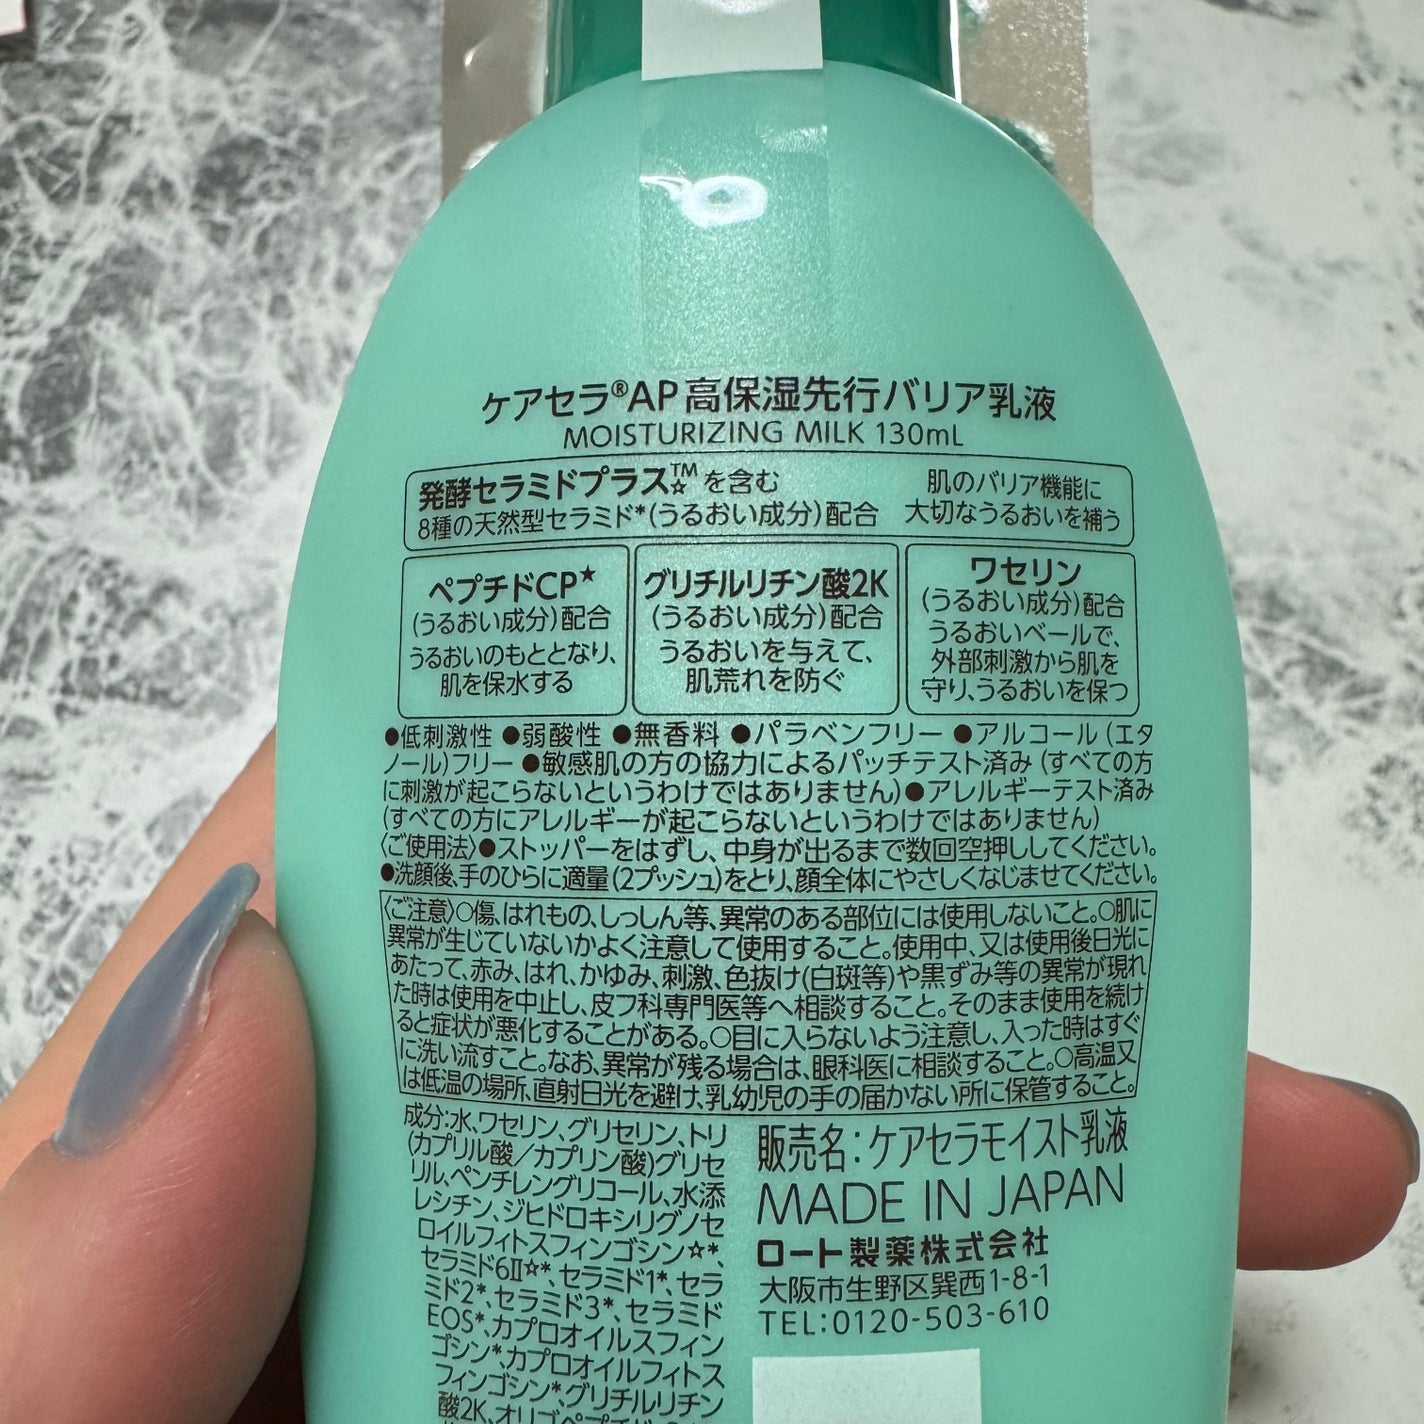 ケアセラ®AP高保湿先行バリア乳液
MOISTURIZING MILK 130mL
発酵セラミドプラス☆™を含む
8種の天然型セラミド*(うるおい成分)配合
肌のバリア機能に
大切なうるおいを補う
ペプチドCP★
(うるおい成分)配合
うるおいのもととなり、
肌を保水する
グリチルリチン酸2K
(うるおい成分)配合
うるおいを与えて、
肌荒れを防ぐ
ワセリン
(うるおい成分)配合
うるおいベールで、
外部刺激から肌を
守り、うるおいを保つ
●低刺激性 ●弱酸性 ●無香料 ●パラベンフリー ●アルコール(エタ
ノール)フリー ●敏感肌の方の協力によるパッチテスト済み(すべての方
に刺激が起こらないというわけではありません)●アレルギーテスト済み
(すべての方にアレルギーが起こらないというわけではありません)
〈ご使用法〉●ストッパーをはずし、中身が出るまで数回空押ししてください。
●洗顔後、手のひらに適量(2プッシュ)をとり、顔全体にやさしくなじませてください。
〈ご注意〉○傷、はれもの、しっしん等、異常のある部位には使用しないこと。○肌に
異常が生じていないかよく注意して使用すること。使用中、又は使用後日光に
あたって、赤み、はれ、かゆみ、刺激、色抜け(白斑等)や黒ずみ等の異常が現れ
た時は使用を中止し、皮フ科専門医等へ相談すること。そのまま使用を続け
ると症状が悪化することがある。○目に入らないよう注意し、入った時はすぐ
に洗い流すこと。なお、異常が残る場合は、眼科医に相談すること。○高温又
は低温の場所、直射日光を避け、乳幼児の手の届かない所に保管すること。
成分:水、ワセリン、グリセリン、トリ
(カプリル酸/カプリン酸)グリセ
リル、ペンチレングリコール、水添
レシチン、ジヒドロキシリグノセ
ロイルフィトスフィンゴシン☆*、
セラミド6Ⅱ☆*、セラミド1*、セラ
ミド2*、セラミド3*、セラミド
EOS*、カプロオイルスフィン
ゴシン*、カプロオイルフィトス
フィンゴシン*、グリチルリチン
酸2K、オリゴペプチド
販売名:ケアセラモイスト乳液
MADE IN JAPAN
ロート製薬株式会社
大阪市生野区巽西1-8-1
TEL:0120-503-610